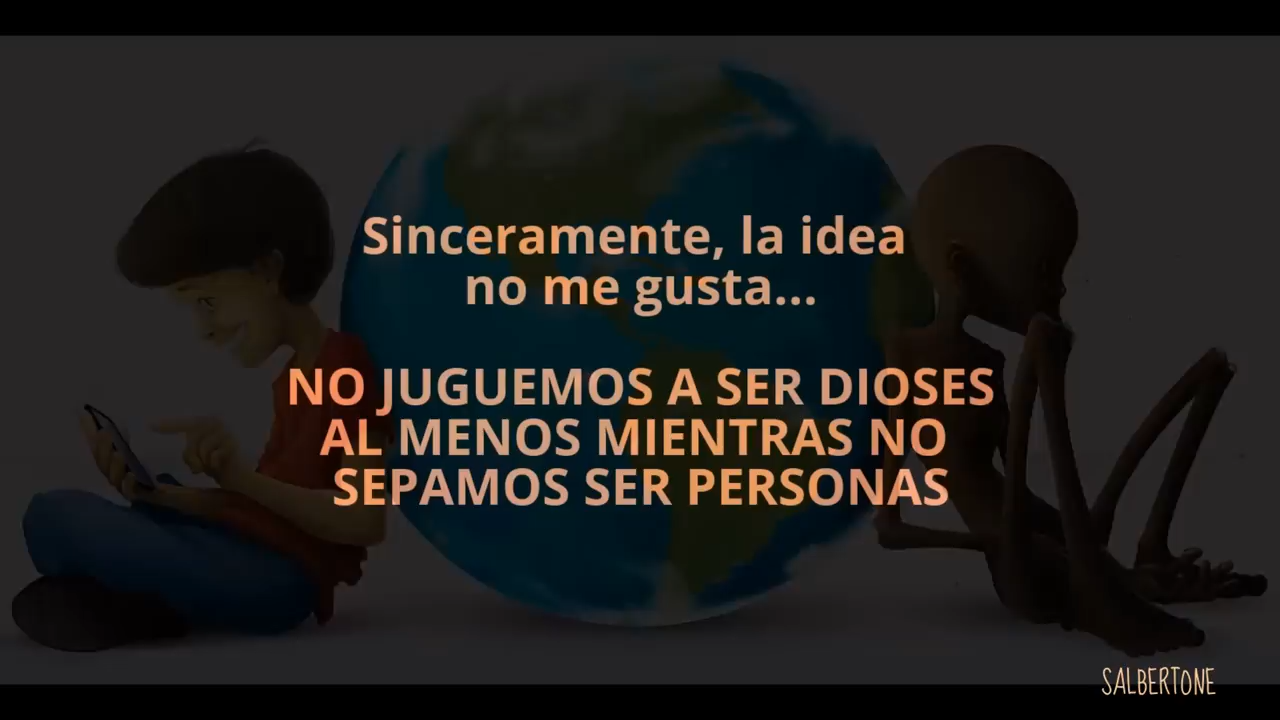 Sinceramente, la idea
no me gusta...
NO JUGUEMOS A SER DIOSES
AL MENOS MIENTRAS NO
SEPAMOS SER PERSONAS
SALBERTONE